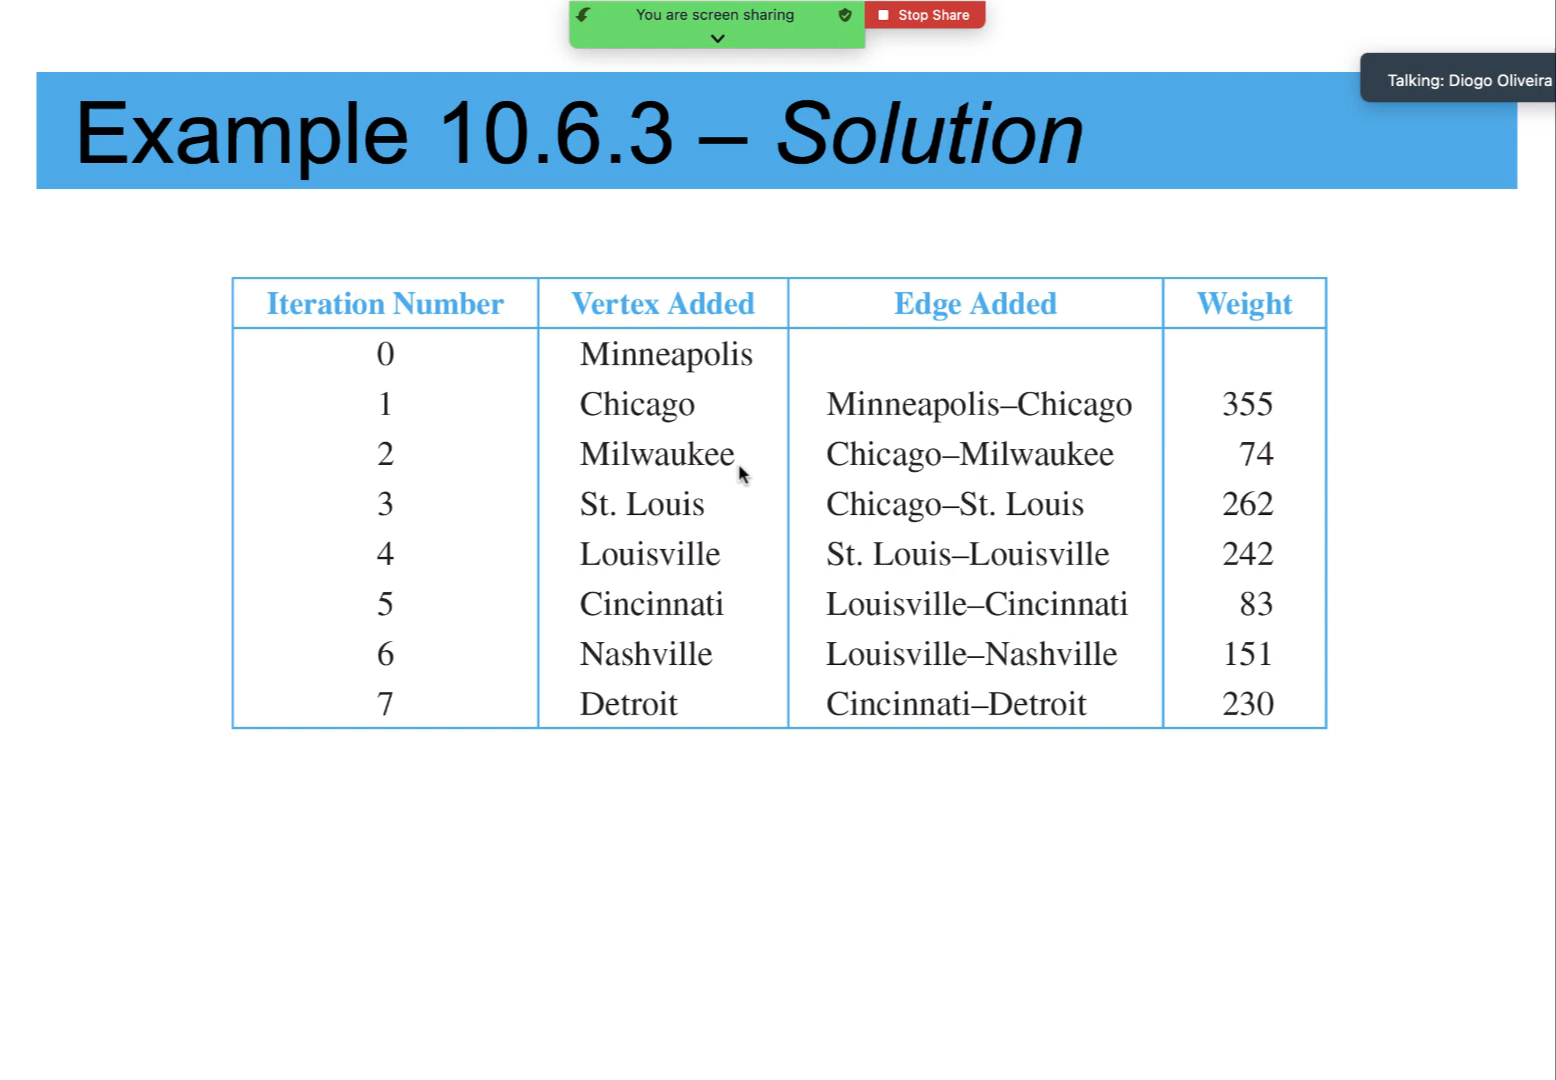 You are screen sharing
Stop Share
Talking: Diogo Oliveira
Example 10.6.3 – Solution
Iteration Number Vertex Added Edge Added Weight
0 Minneapolis
1 Chicago Minneapolis–Chicago 355
2 Milwaukee Chicago–Milwaukee 74
3 St. Louis Chicago–St. Louis 262
4 Louisville St. Louis–Louisville 242
5 Cincinnati Louisville–Cincinnati 83
6 Nashville Louisville–Nashville 151
7 Detroit Cincinnati–Detroit 230